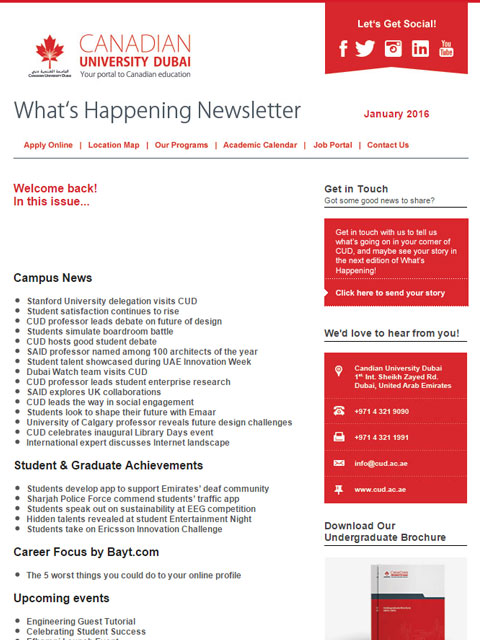 Let's Get Social!
You
Tube
CANADIAN
UNIVERSITY DUBAI
Your portal to Canadian education
What's Happening Newsletter
January 2016
Apply Online | Location Map | Our Programs | Academic Calendar | Job Portal | Contact Us
Welcome back!
In this issue...
Campus News
Stanford University delegation visits CUD
Student satisfaction continues to rise
CUD professor leads debate on future of design
Students simulate boardroom battle
CUD hosts good student debate
SAID professor named among 100 architects of the year
Student talent showcased during UAE Innovation Week
Dubai Watch team visits CUD
CUD professor leads student enterprise research
SAID explores UK collaborations
CUD leads the way in social engagement
Students look to shape their future with Emaar
University of Calgary professor reveals future design challenges
CUD celebrates inaugural Library Days event
International expert discusses Internet landscape
Student & Graduate Achievements
Students develop app to support Emirates' deaf community
Sharjah Police Force commend students' traffic app
Students speak out on sustainability at EEG competition
Hidden talents revealed at student Entertainment Night
Students take on Ericsson Innovation Challenge
Career Focus by Bayt.com
The 5 worst things you could do to your online profile
Upcoming events
Engineering Guest Tutorial
Celebrating Student Success
Get in Touch
Got some good news to share?
Get in touch with us to tell us
what's going on in your corner of
CUD, and maybe see your story in
the next edition of What's
Happening!
Click here to send your story
We'd love to hear from you!
Candian University Dubai
1st Int. Sheikh Zayed Rd.
Dubai, United Arab Emirates
+971 4 321 9090
+971 4 321 1991
info@cud.ac.ae
www.cud.ac.ae
Download Our
Undergraduate Brochure
CANADIAN
UNIVERSITY DUBAI